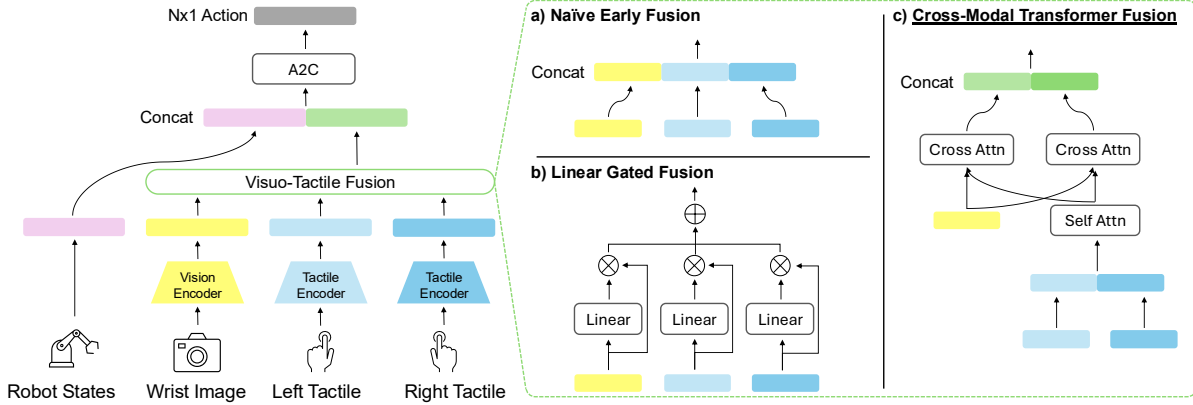 Nx1 Action
A2C
Concat
Visuo-Tactile Fusion
Vision
Encoder
Tactile
Encoder
Tactile
Encoder
Robot States
Wrist Image
Left Tactile
Right Tactile
a) Naïve Early Fusion
Concat
b) Linear Gated Fusion
Linear
Linear
Linear
c) Cross-Modal Transformer Fusion
Concat
Cross Attn
Cross Attn
Self Attn